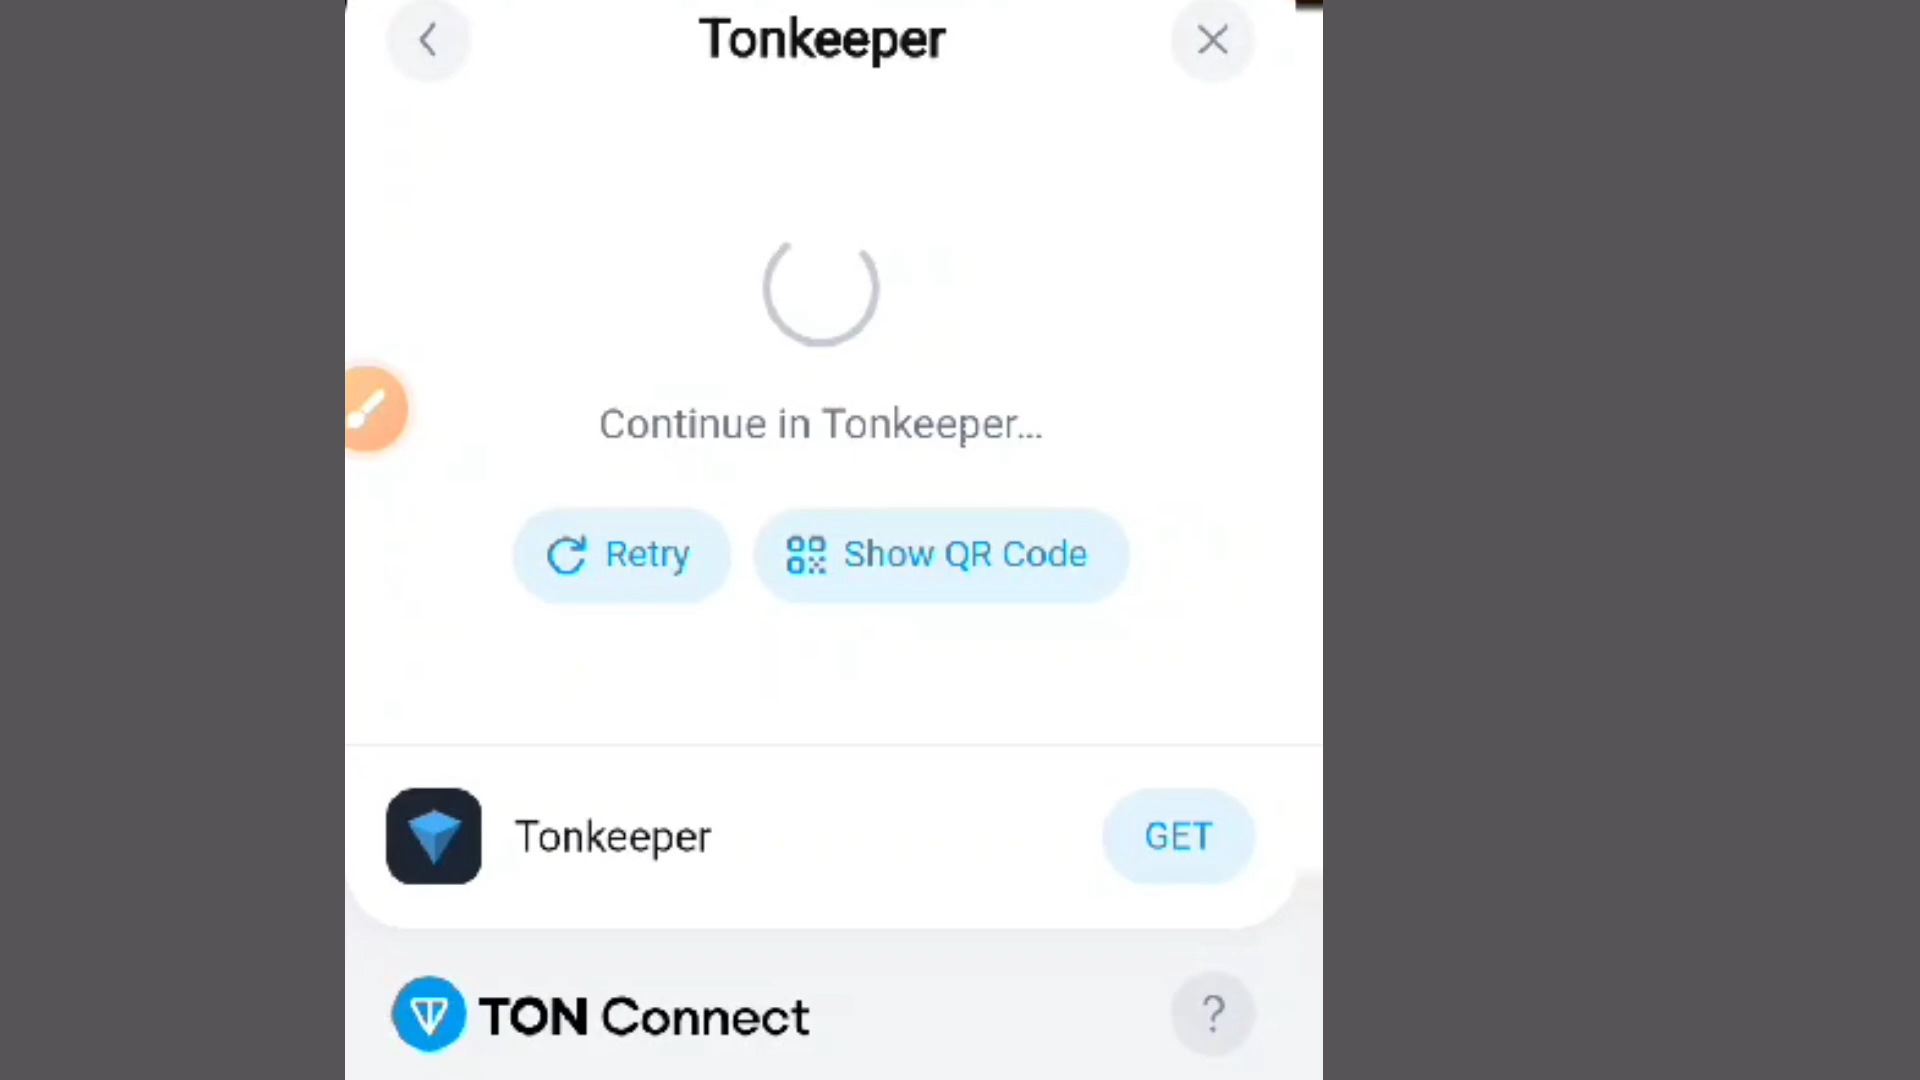 Tonkeeper
Continue in Tonkeeper...
Retry
Show QR Code
Tonkeeper
GET
TON Connect
?